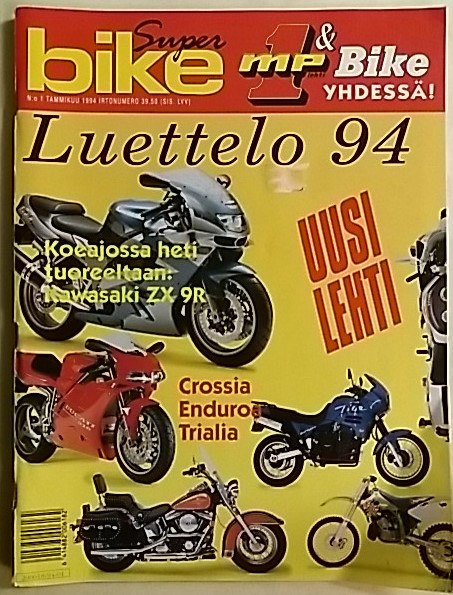 Super
bike
MP
1
& Bike
YHDESSÄ!
N:o 1 TAMMIKUU 1994 IRTONUMERO 39,50 (SIS. LVV)
Luettelo 94
Koeajossa heti
tuoreeltaan:
Kawasaki ZX 9R
UUSI
LEHTI
Crossia
Enduroa
Trialia
Tiger